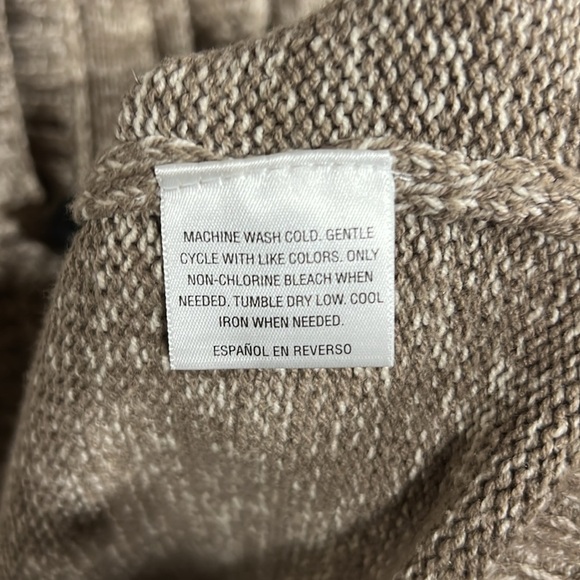 MACHINE WASH COLD. GENTLE
CYCLE WITH LIKE COLORS. ONLY
NON-CHLORINE BLEACH WHEN
NEEDED. TUMBLE DRY LOW. COOL
IRON WHEN NEEDED.
ESPAÑOL EN REVERSO